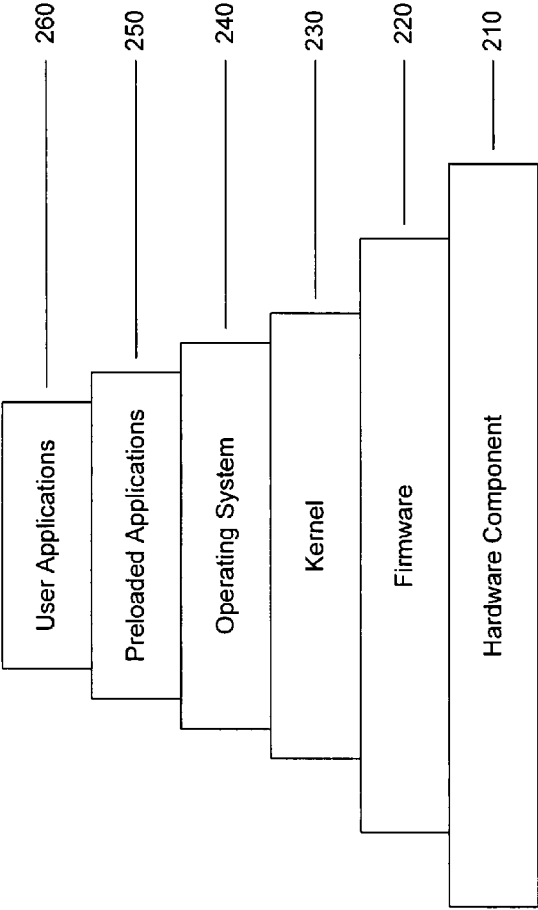 User Applications
260
Preloaded Applications
250
Operating System
240
Kernel
230
Firmware
220
Hardware Component
210